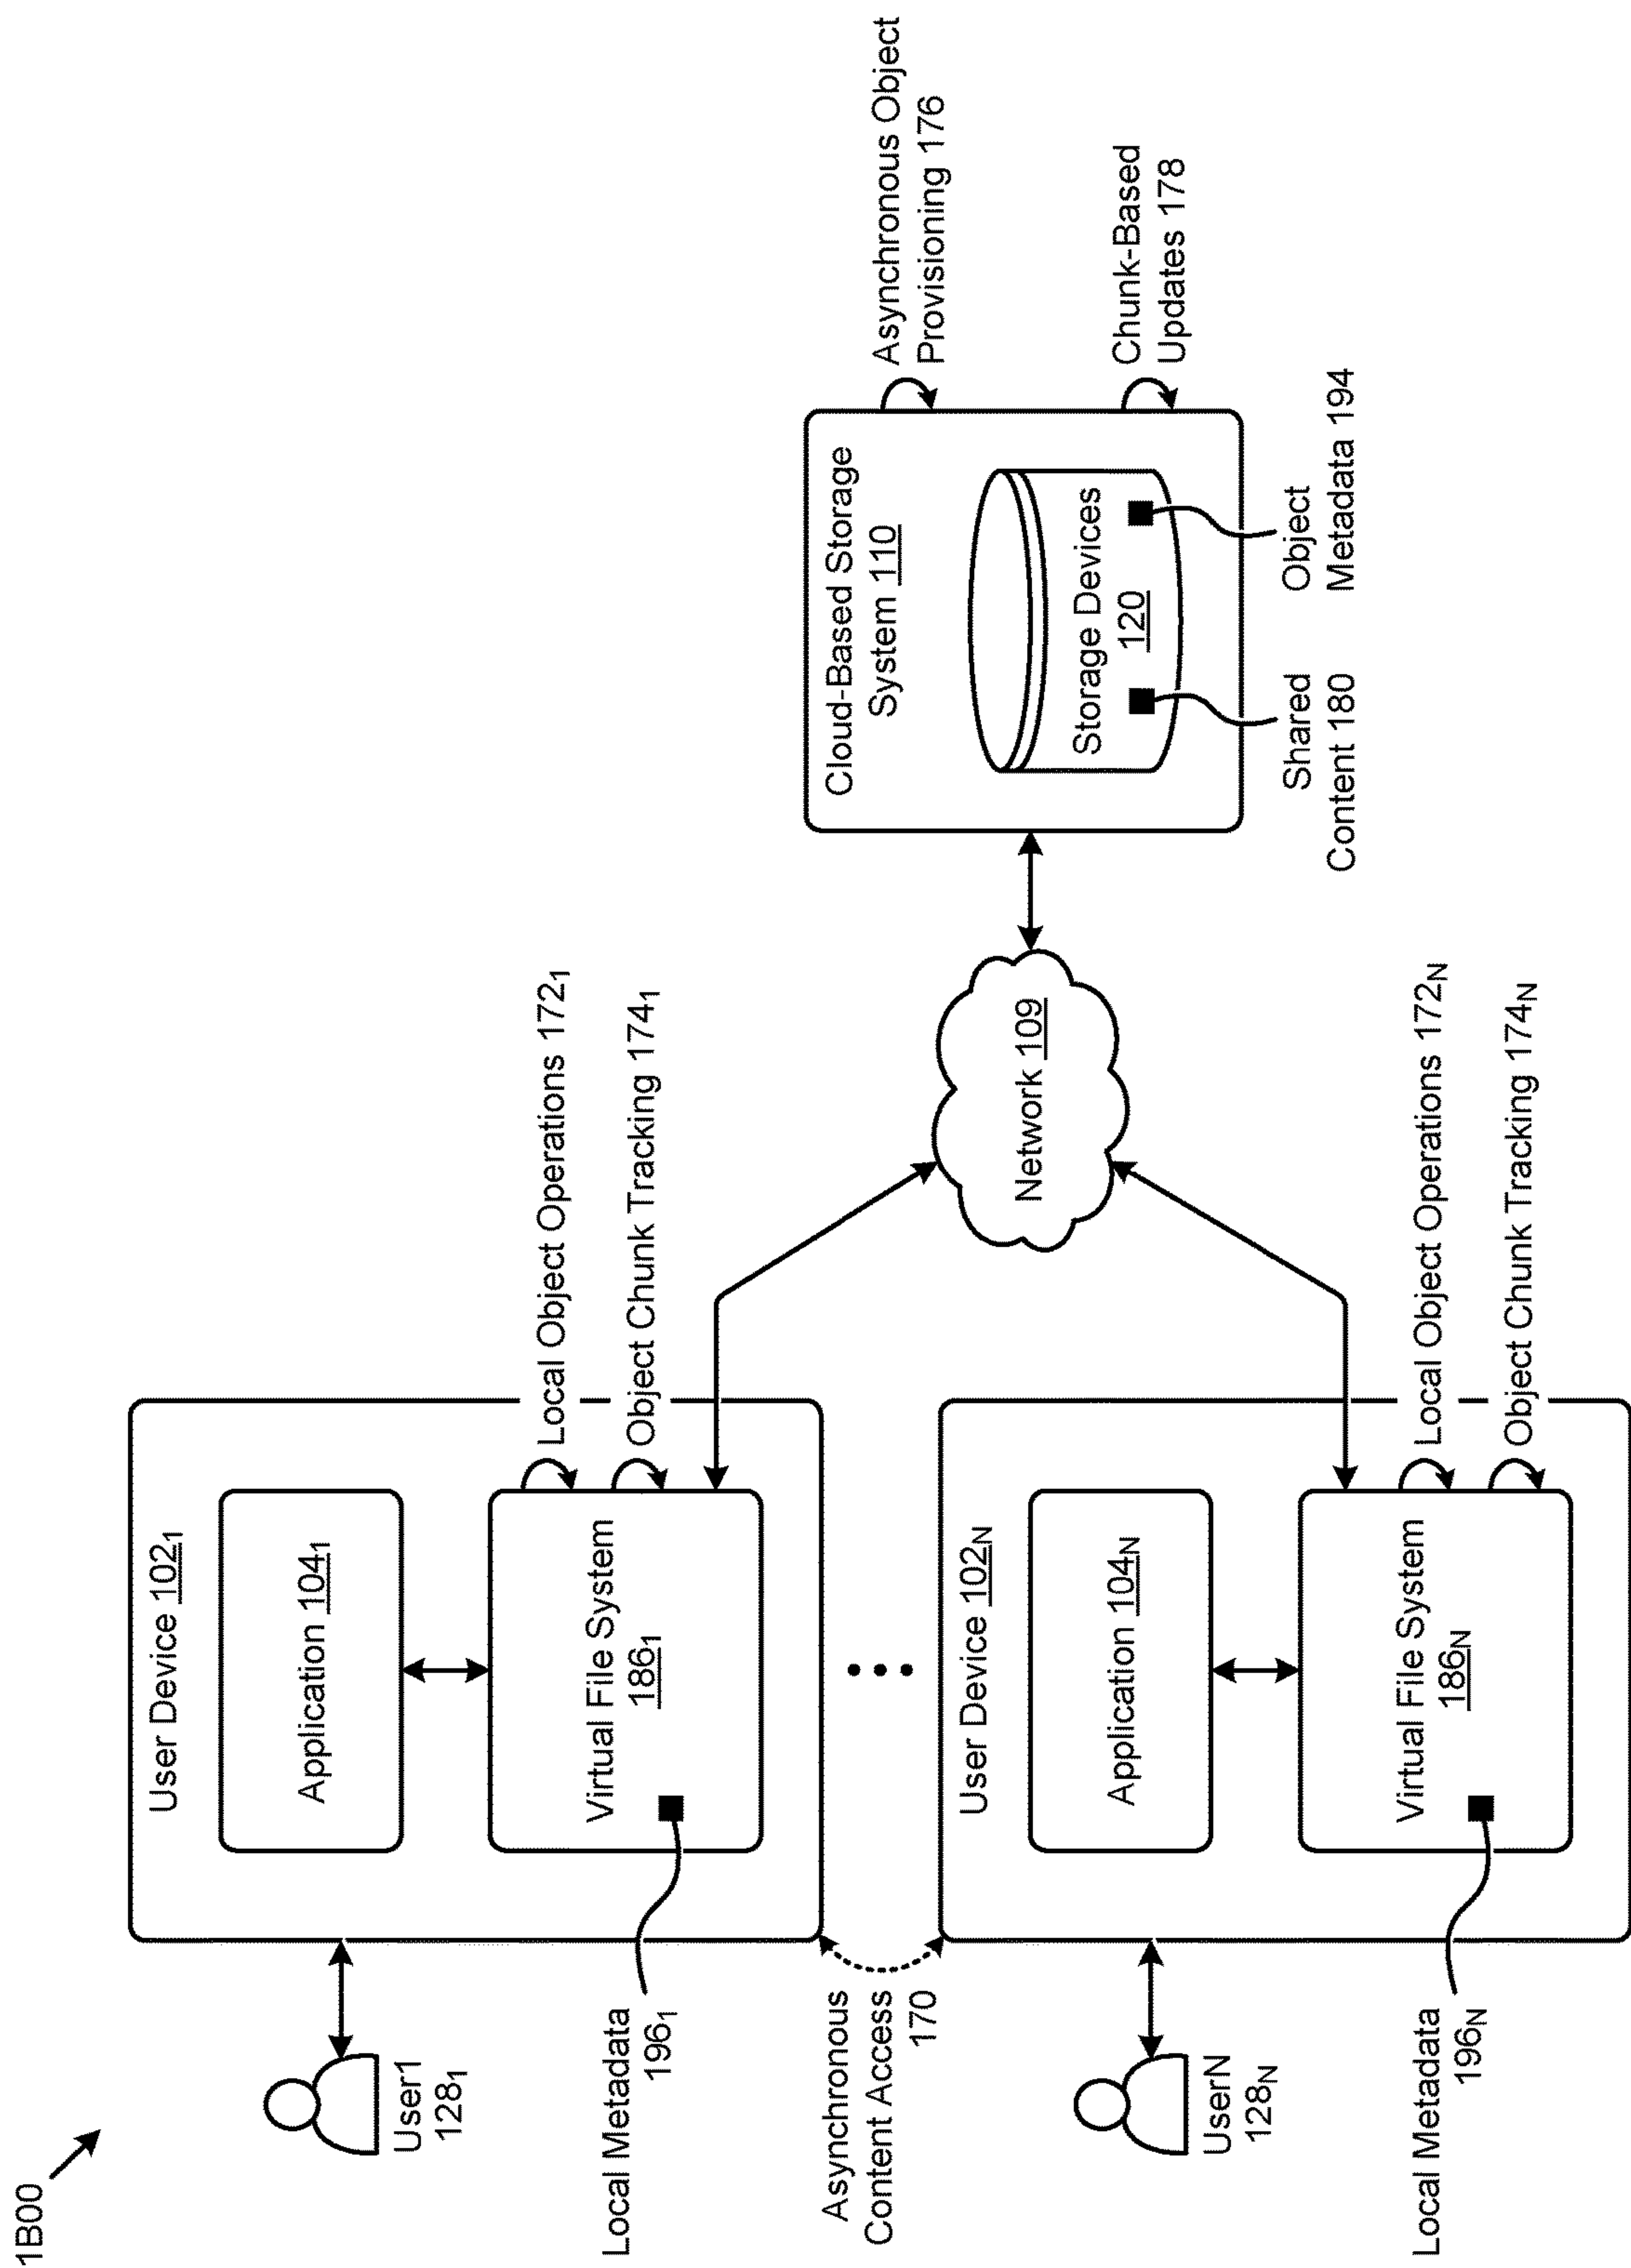 1B00
User1
128₁
Local Metadata
196₁
User Device 102₁
Application 104₁
Virtual File System
186₁
Local Object Operations 172₁
Object Chunk Tracking 174₁
Asynchronous
Content Access
170
UserN
128N
Local Metadata
196N
User Device 102N
Application 104N
Virtual File System
186N
Local Object Operations 172N
Object Chunk Tracking 174N
Network 109
Cloud-Based Storage
System 110
Storage Devices
120
Shared
Content 180
Object
Metadata 194
Asynchronous Object
Provisioning 176
Chunk-Based
Updates 178